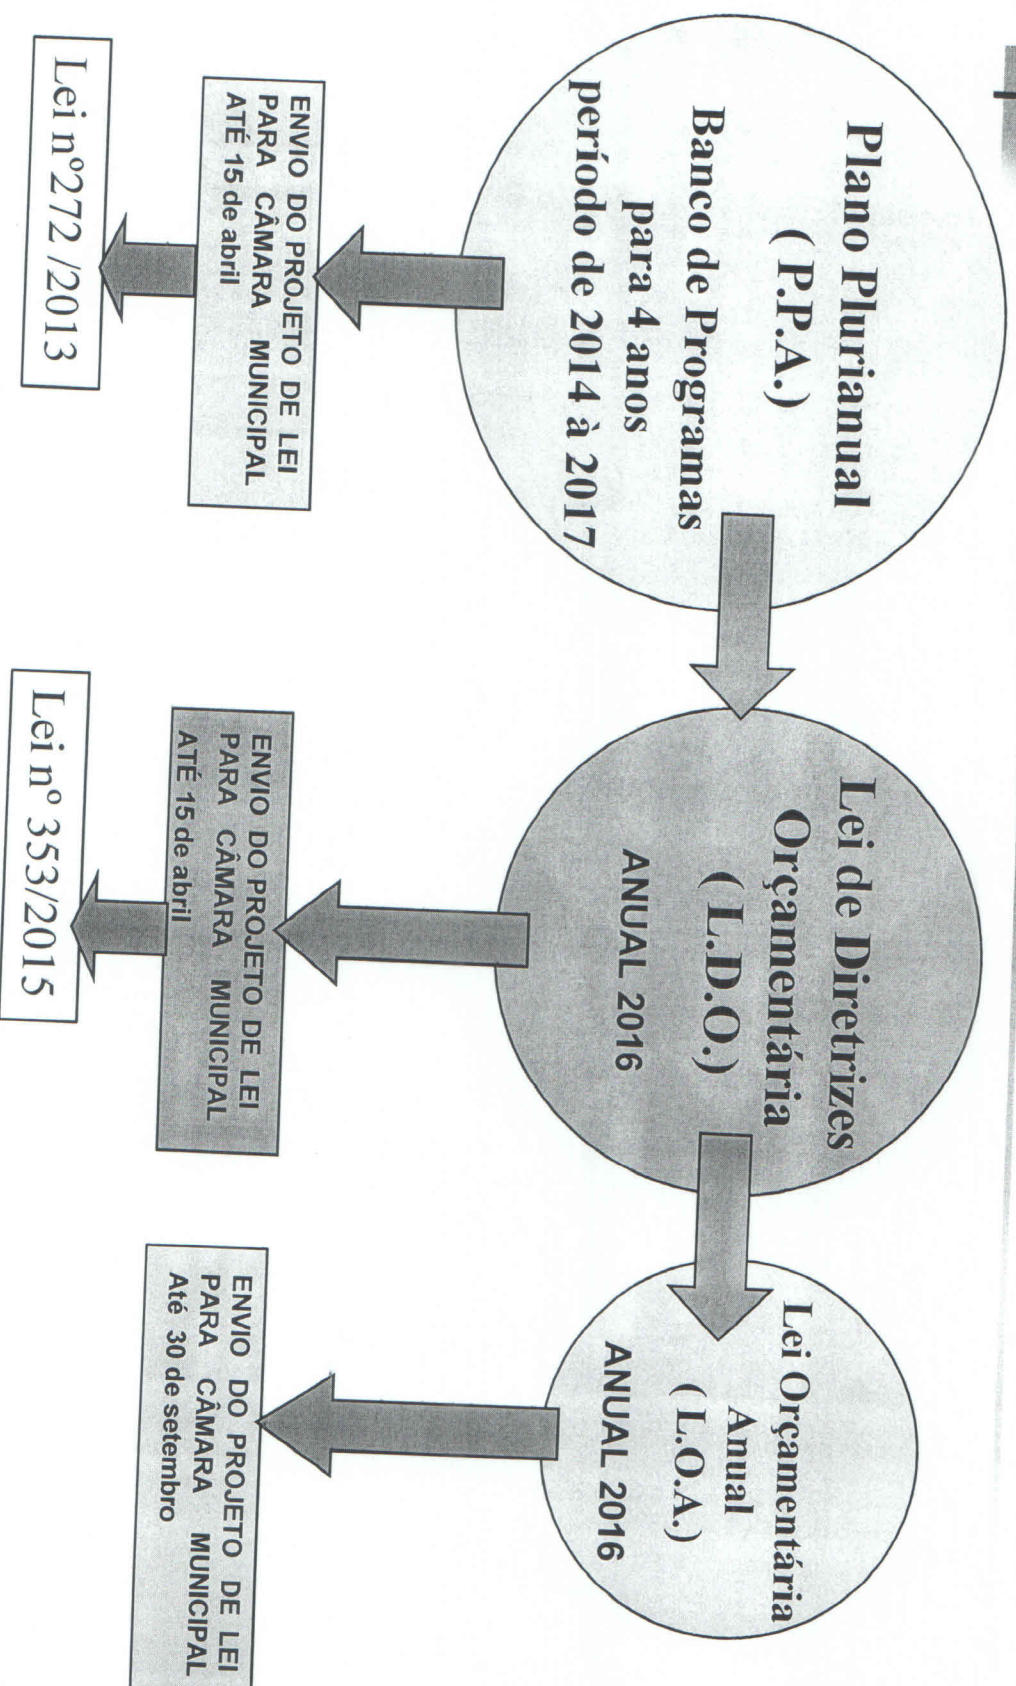 Plano Plurianual
( P.P.A.)
Banco de Programas
para 4 anos
período de 2014 à 2017
ENVIO DO PROJETO DE LEI
PARA CÂMARA MUNICIPAL
ATÉ 15 de abril
Lei nº272 /2013
Lei de Diretrizes
Orçamentária
( L.D.O.)
ANUAL 2016
ENVIO DO PROJETO DE LEI
PARA CÂMARA MUNICIPAL
ATÉ 15 de abril
Lei nº 353/2015
Lei Orçamentária
Anual
( L.O.A.)
ANUAL 2016
ENVIO DO PROJETO DE LEI
PARA CÂMARA MUNICIPAL
Até 30 de setembro